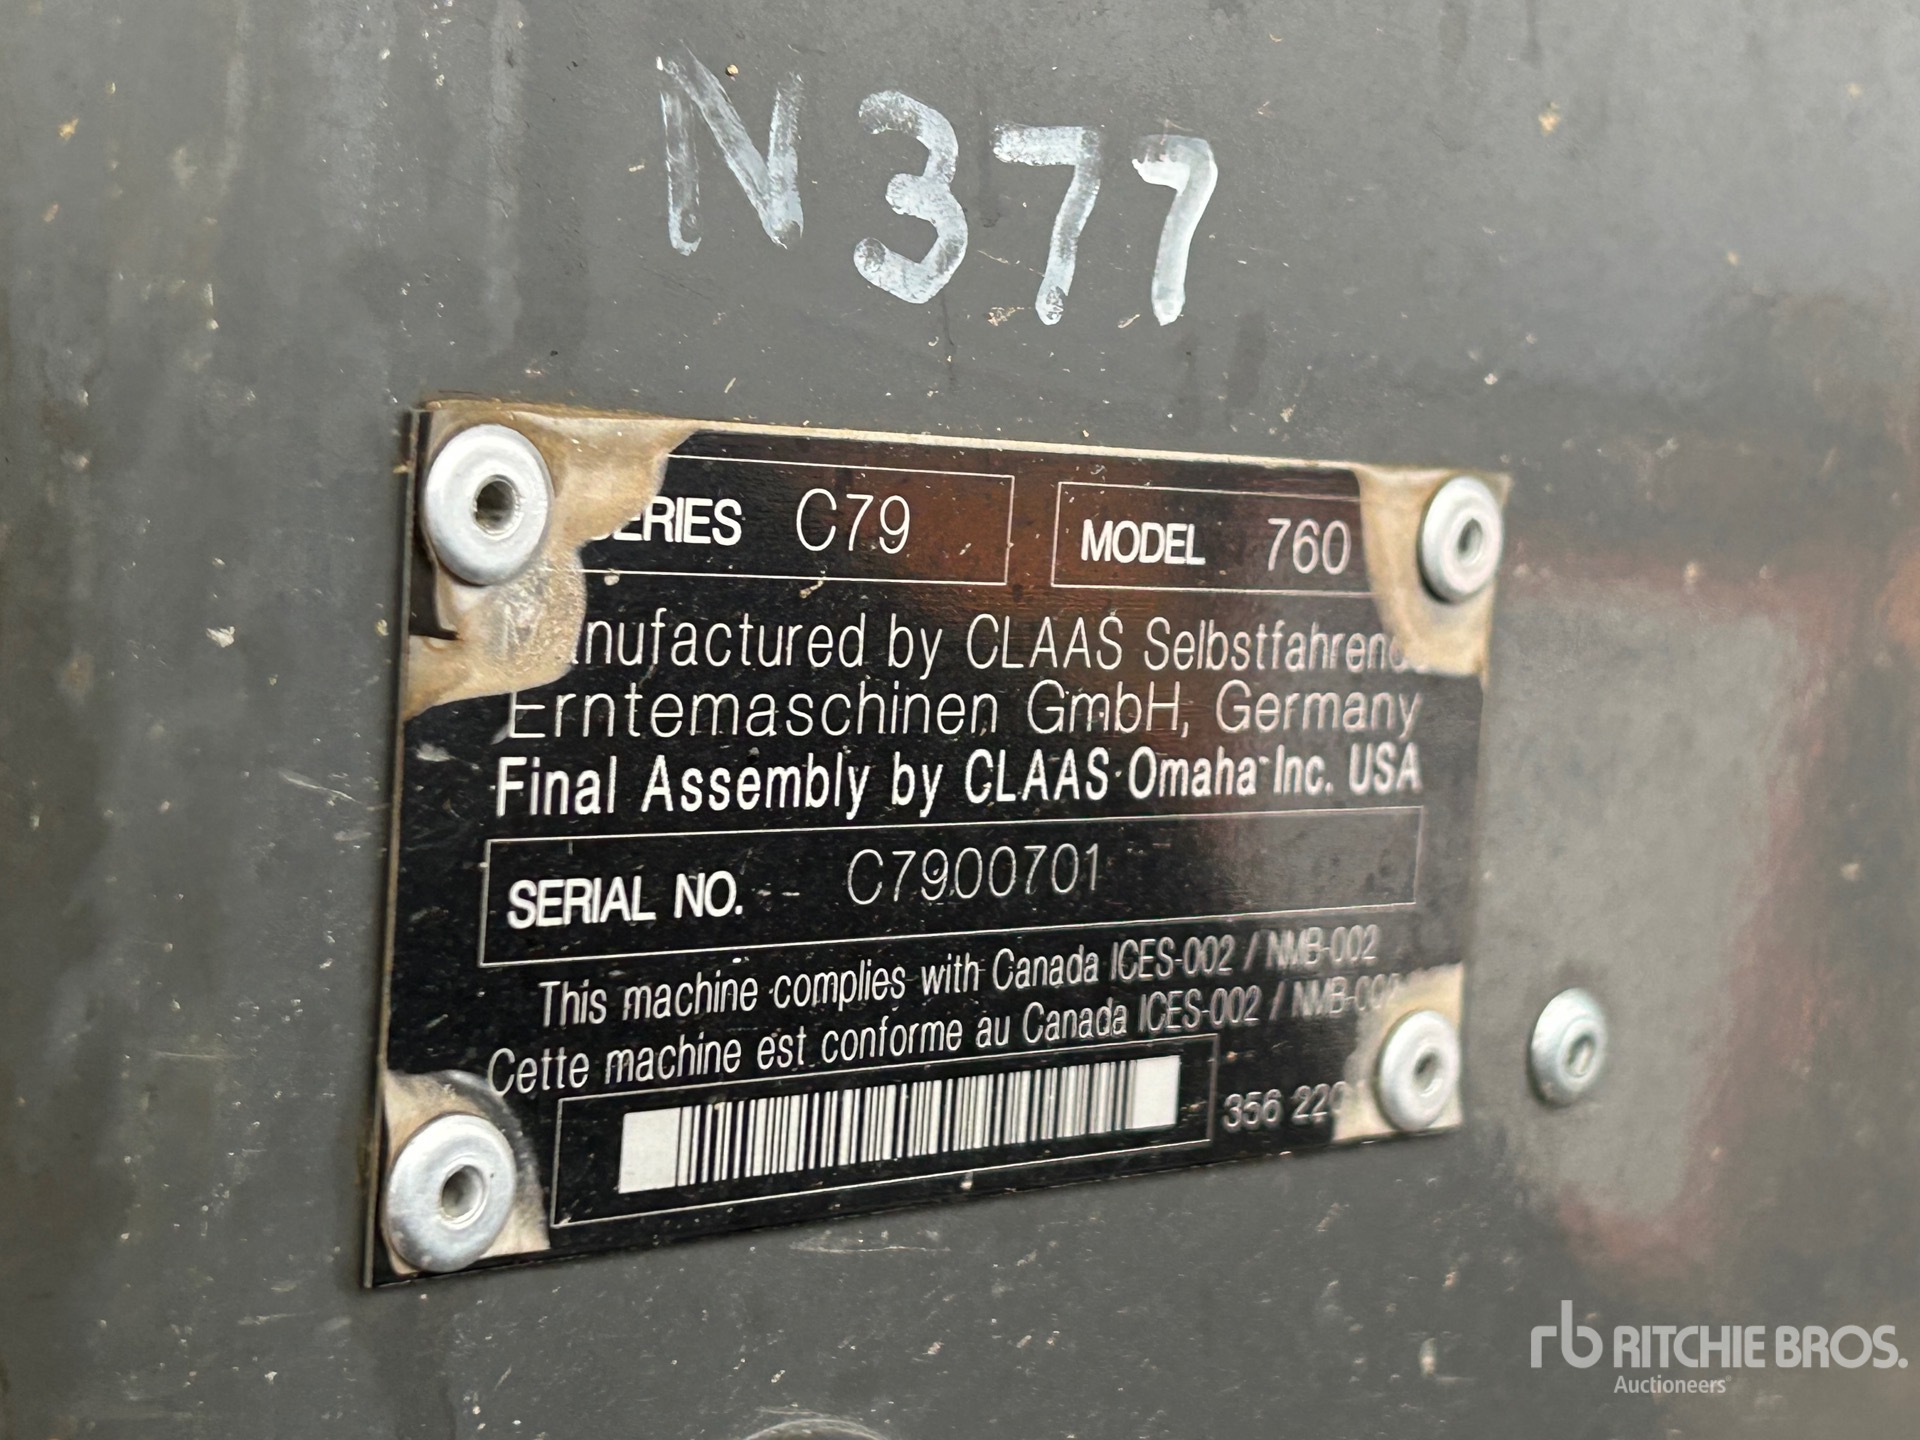 N377
SERIES C79 MODEL 760
Manufactured by CLAAS Selbstfahrende
Erntemaschinen GmbH, Germany
Final Assembly by CLAAS Omaha Inc. USA
SERIAL NO. C7900701
This machine complies with Canada ICES-002 / NMB-002
Cette machine est conforme au Canada ICES-002 / NMB-002
356 220
rb RITCHIE BROS.
Auctioneers